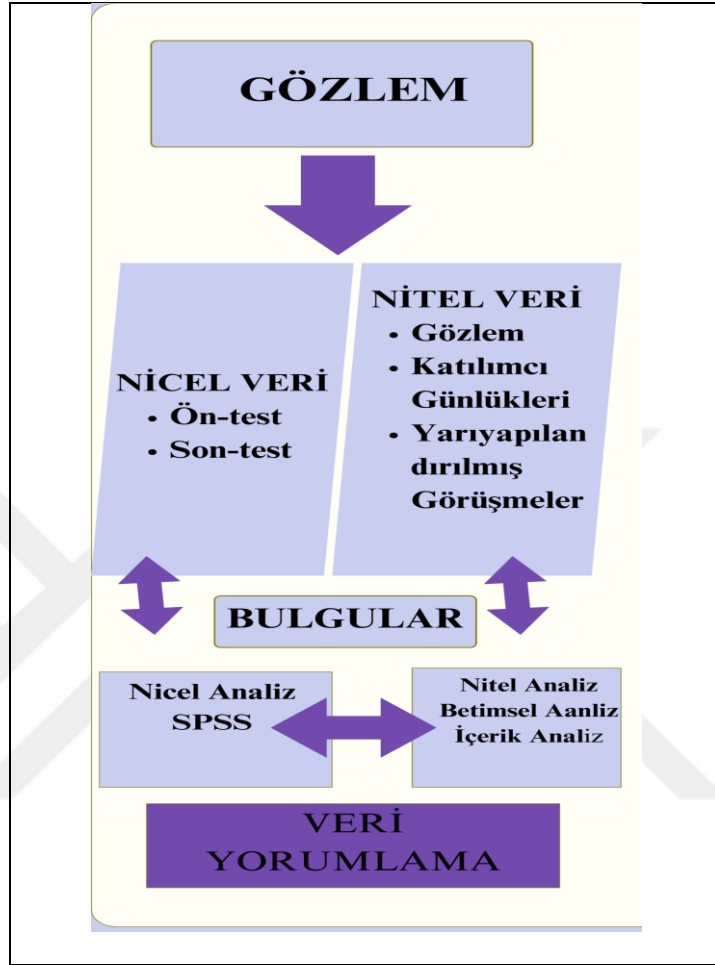 GÖZLEM
NİCEL VERİ
• Ön-test
• Son-test
NİTEL VERİ
• Gözlem
• Katılımcı
Günlükleri
• Yarıyapılan
dırılmış
Görüşmeler
BULGULAR
Nicel Analiz
SPSS
Nitel Analiz
Betimsel Aanliz
İçerik Analiz
VERİ
YORUMLAMA